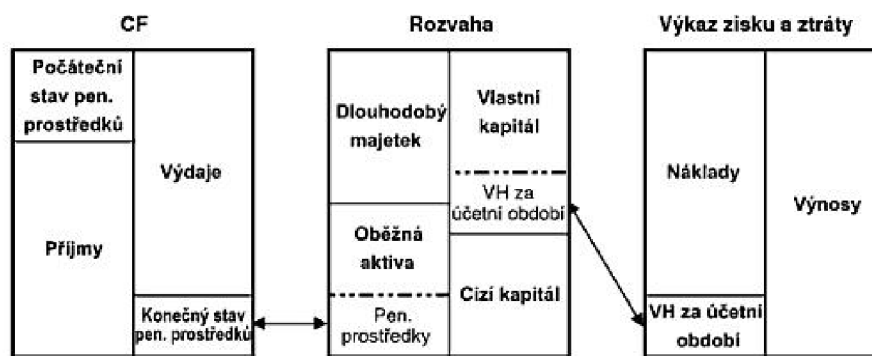 CF
Počáteční
stav pen.
prostředků
Příjmy
Výdaje
Konečný stav
pen. prostředků
Rozvaha
Dlouhodobý
majetek
Oběžná
aktiva
Pen.
prostředky
Vlastní
kapitál
VH za
účetní období
Cizí kapitál
Výkaz zisku a ztráty
Náklady
VH za účetní
období
Výnosy